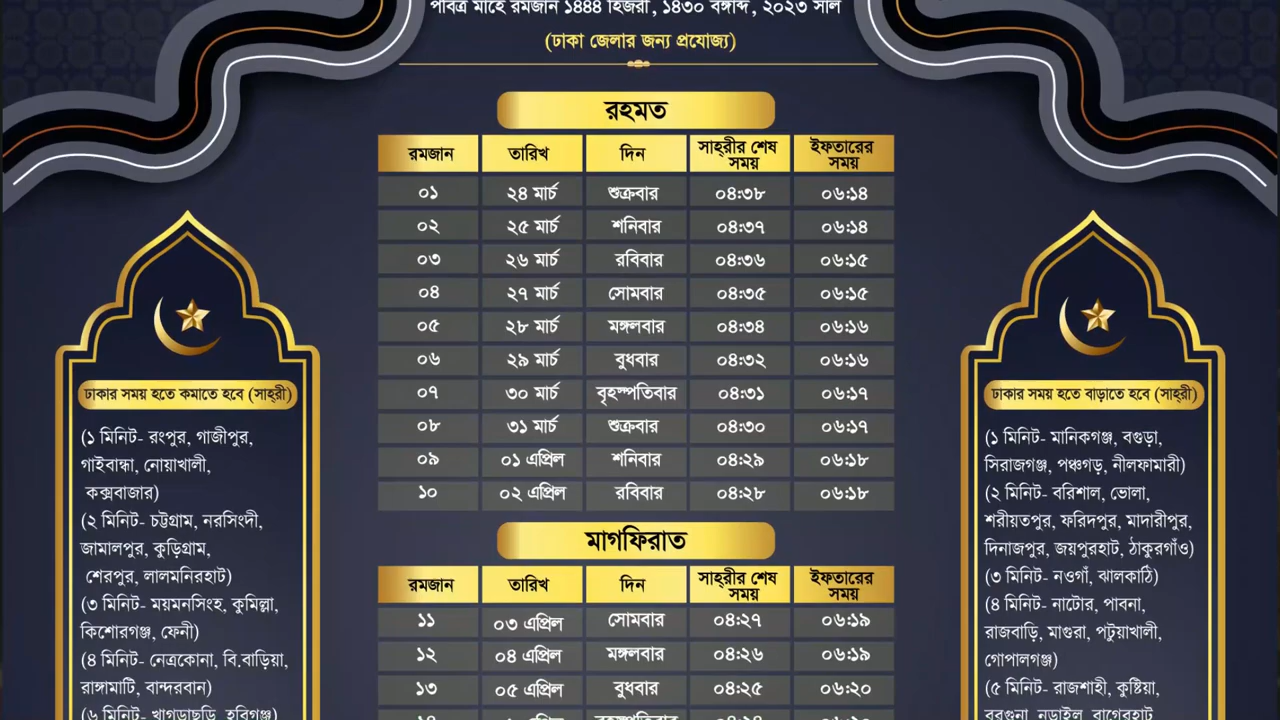 পবিত্র মাহে রমজান ১৪৪৪ হিজরী, ১৪৩০ বঙ্গাব্দ, ২০২৩ সাল
(ঢাকা জেলার জন্য প্রযোজ্য)
রহমত
রমজান তারিখ দিন সাহ্‌রীর শেষ সময় ইফতারের সময়
০১ ২৪ মার্চ শুক্রবার ০৪:৩৮ ০৬:১৪
০২ ২৫ মার্চ শনিবার ০৪:৩৭ ০৬:১৪
০৩ ২৬ মার্চ রবিবার ০৪:৩৬ ০৬:১৫
০৪ ২৭ মার্চ সোমবার ০৪:৩৫ ০৬:১৫
০৫ ২৮ মার্চ মঙ্গলবার ০৪:৩৪ ০৬:১৬
০৬ ২৯ মার্চ বুধবার ০৪:৩২ ০৬:১৬
০৭ ৩০ মার্চ বৃহস্পতিবার ০৪:৩১ ০৬:১৭
০৮ ৩১ মার্চ শুক্রবার ০৪:৩০ ০৬:১৭
০৯ ০১ এপ্রিল শনিবার ০৪:২৯ ০৬:১৮
১০ ০২ এপ্রিল রবিবার ০৪:২৮ ০৬:১৮
মাগফিরাত
রমজান তারিখ দিন সাহ্‌রীর শেষ সময় ইফতারের সময়
১১ ০৩ এপ্রিল সোমবার ০৪:২৭ ০৬:১৯
১২ ০৪ এপ্রিল মঙ্গলবার ০৪:২৬ ০৬:১৯
১৩ ০৫ এপ্রিল বুধবার ০৪:২৫ ০৬:২০
ঢাকার সময় হতে কমাতে হবে (সাহ্‌রী)
(১ মিনিট- রংপুর, গাজীপুর,
গাইবান্ধা, নোয়াখালী,
কক্সবাজার)
(২ মিনিট- চট্টগ্রাম, নরসিংদী,
জামালপুর, কুড়িগ্রাম,
শেরপুর, লালমনিরহাট)
(৩ মিনিট- ময়মনসিংহ, কুমিল্লা,
কিশোরগঞ্জ, ফেনী)
(৪ মিনিট- নেত্রকোনা, বি.বাড়িয়া,
রাঙ্গামাটি, বান্দরবান)
(৬ মিনিট- খাগড়াছড়ি, হবিগঞ্জ)
ঢাকার সময় হতে বাড়াতে হবে (সাহ্‌রী)
(১ মিনিট- মানিকগঞ্জ, বগুড়া,
সিরাজগঞ্জ, পঞ্চগড়, নীলফামারী)
(২ মিনিট- বরিশাল, ভোলা,
শরীয়তপুর, ফরিদপুর, মাদারীপুর,
দিনাজপুর, জয়পুরহাট, ঠাকুরগাঁও)
(৩ মিনিট- নওগাঁ, ঝালকাঠি)
(৪ মিনিট- নাটোর, পাবনা,
রাজবাড়ি, মাগুরা, পটুয়াখালী,
গোপালগঞ্জ)
(৫ মিনিট- রাজশাহী, কুষ্টিয়া,
বরগুনা, নড়াইল, বাগেরহাট